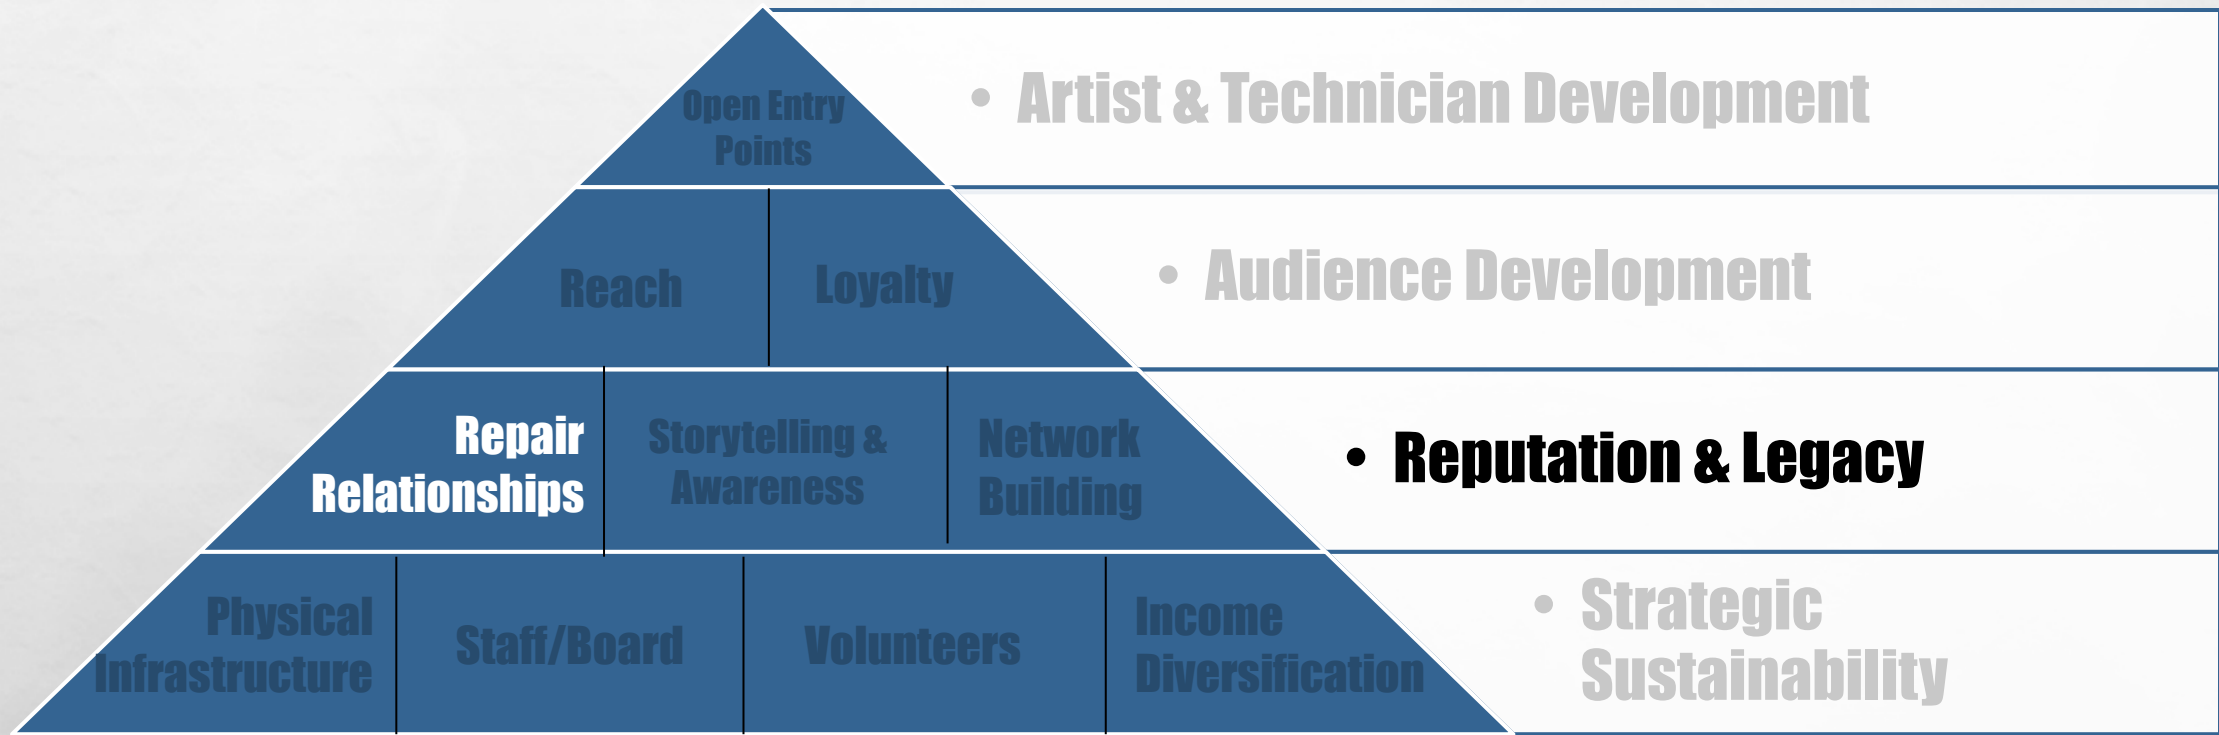 Open Entry
Points
• Artist & Technician Development
Reach
Loyalty
• Audience Development
Repair
Relationships
Storytelling &
Awareness
Network
Building
• Reputation & Legacy
Physical
Infrastructure
Staff/Board
Volunteers
Income
Diversification
• Strategic
Sustainability